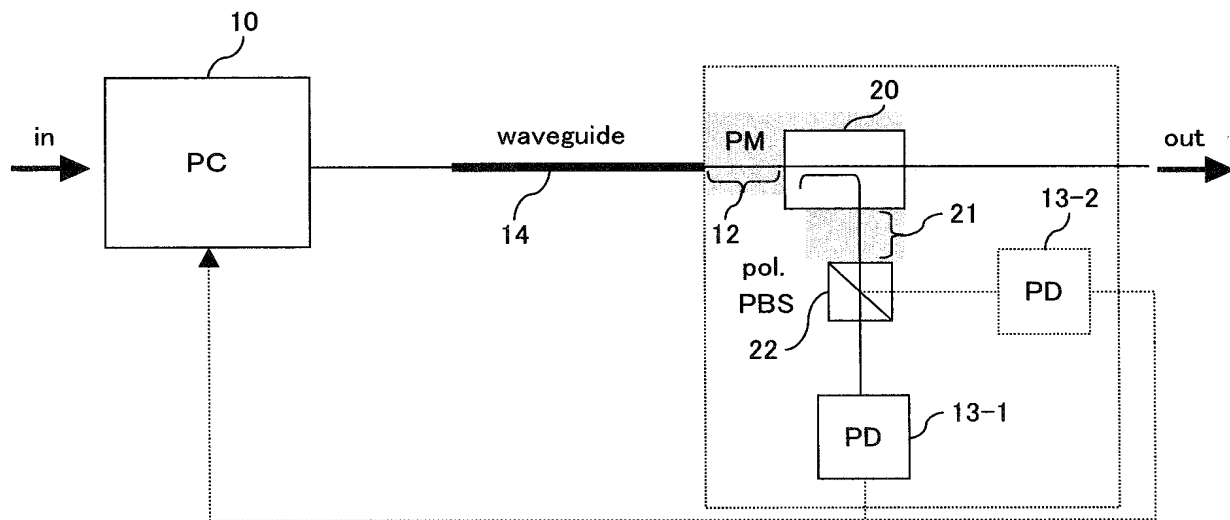 10
in
PC
waveguide
14
PM
12
20
out
21
13-2
pol.
PBS
22
PD
PD
13-1